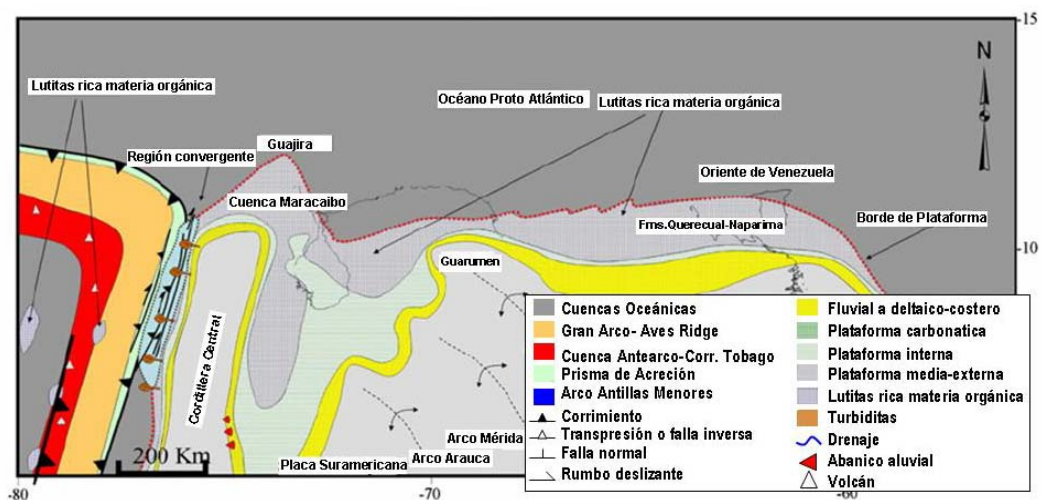 15
Lutitas rica materia orgánica
Océano Proto Atlántico
Lutitas rica materia orgánica
N
Guajira
Región convergente
Oriente de Venezuela
Cuenca Maracaibo
Borde de Plataforma
Fms.Querecual-Naparima
10
Guarumen
Cordillera Central
Arco Mérida
Arco Arauca
Placa Suramericana
200 Km
Cuencas Oceánicas
Gran Arco- Aves Ridge
Cuenca Antearco-Corr. Tobago
Prisma de Acreción
Arco Antillas Menores
Corrimiento
Transpresión o falla inversa
Falla normal
Rumbo deslizante
Fluvial a deltaico-costero
Plataforma carbonatica
Plataforma interna
Plataforma media-externa
Lutitas rica materia orgánica
Turbiditas
Drenaje
Abanico aluvial
Volcán
-80
-70
-60